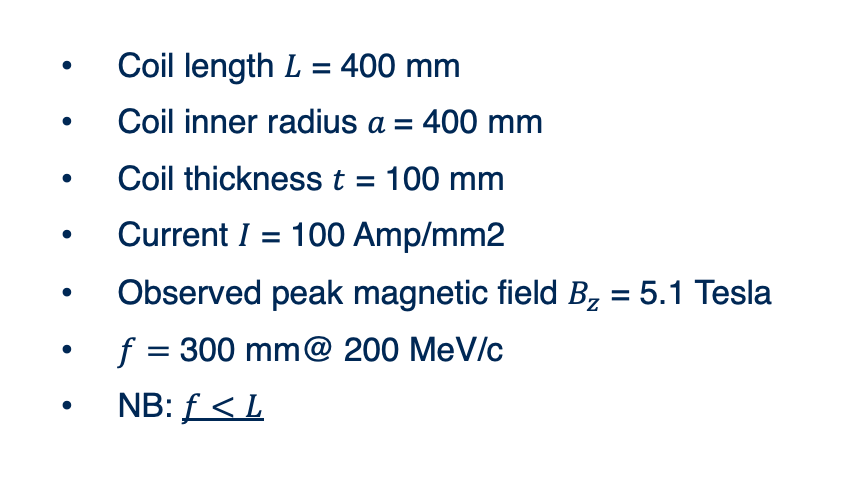 • Coil length L = 400 mm
• Coil inner radius a = 400 mm
• Coil thickness t = 100 mm
• Current I = 100 Amp/mm2
• Observed peak magnetic field B_z = 5.1 Tesla
• f = 300 mm@ 200 MeV/c
• NB: f < L